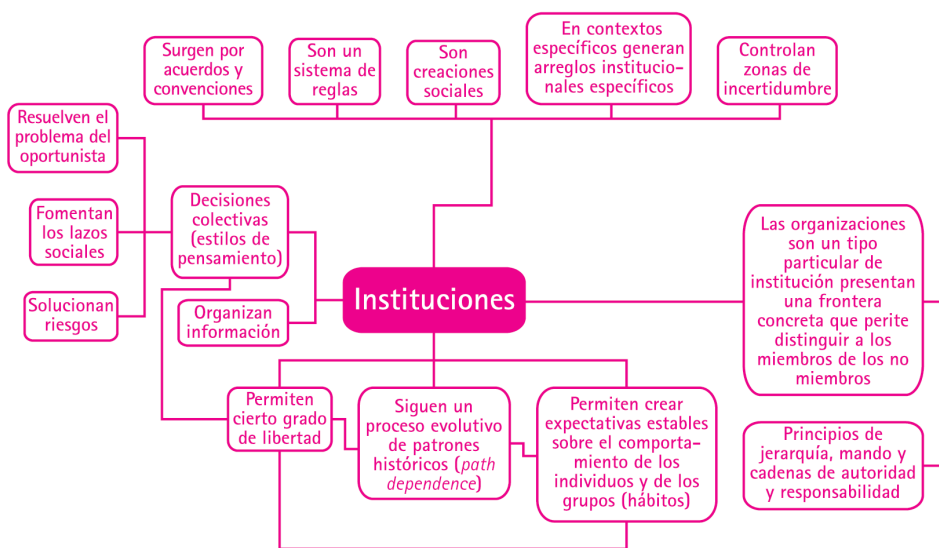 Surgen por
acuerdos y
convenciones
Son un
sistema de
reglas
Son
creaciones
sociales
En contextos
específicos generan
arreglos institucio-
nales específicos
Controlan
zonas de
incertidumbre
Resuelven el
problema del
oportunista
Fomentan
los lazos
sociales
Solucionan
riesgos
Decisiones
colectivas
(estilos de
pensamiento)
Organizan
información
Instituciones
Las organizaciones
son un tipo
particular de
institución presentan
una frontera
concreta que perite
distinguir a los
miembros de los no
miembros
Permiten
cierto grado
de libertad
Siguen un
proceso evolutivo
de patrones
históricos (path
dependence)
Permiten crear
expectativas estables
sobre el comporta-
miento de los
individuos y de los
grupos (hábitos)
Principios de
jerarquía, mando y
cadenas de autoridad
y responsabilidad